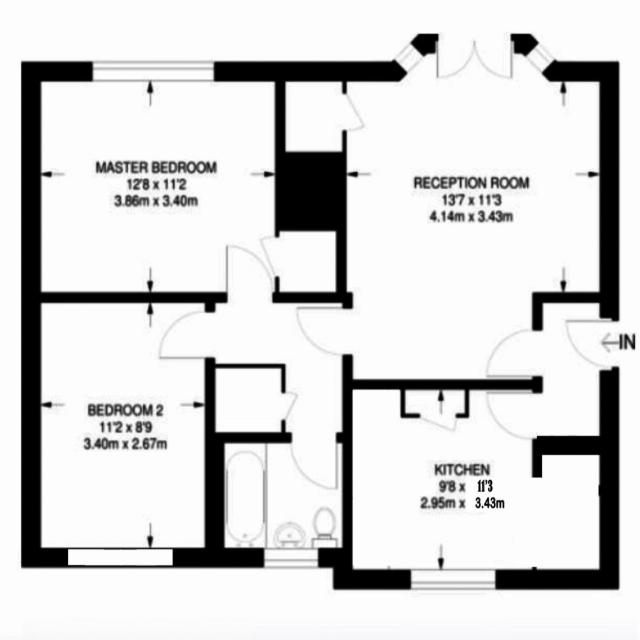 MASTER BEDROOM
12'8 x 11'2
3.86m x 3.40m
RECEPTION ROOM
13'7 x 11'3
4.14m x 3.43m
IN
BEDROOM 2
11'2 x 8'9
3.40m x 2.67m
KITCHEN
9'8 x 11'3
2.95m x 3.43m